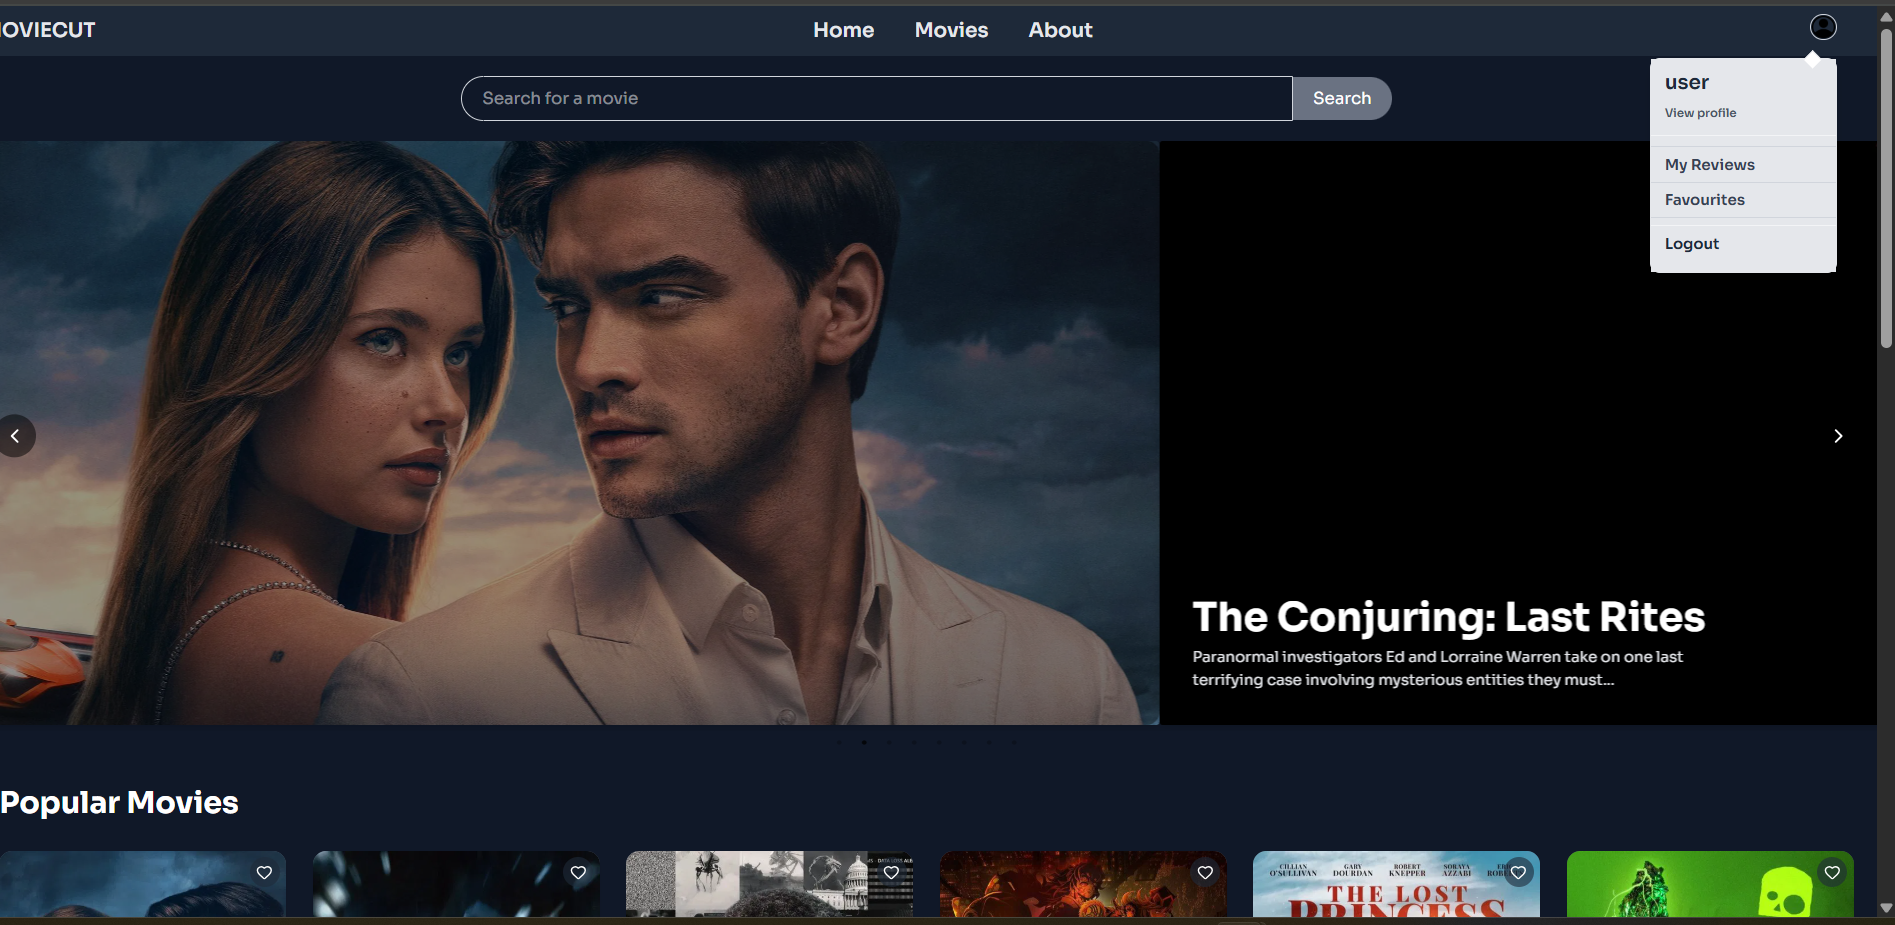 OVIECUT
Home
Movies
About
Search for a movie
Search
user
View profile
My Reviews
Favourites
Logout
The Conjuring: Last Rites
Paranormal investigators Ed and Lorraine Warren take on one last
terrifying case involving mysterious entities they must...
Popular Movies
CILLIAN
O'SULLIVAN
GARY
DOURDAN
ROBERT
KNEPPER
SORAYA
AZZABI
THE LOST
PRINCESS